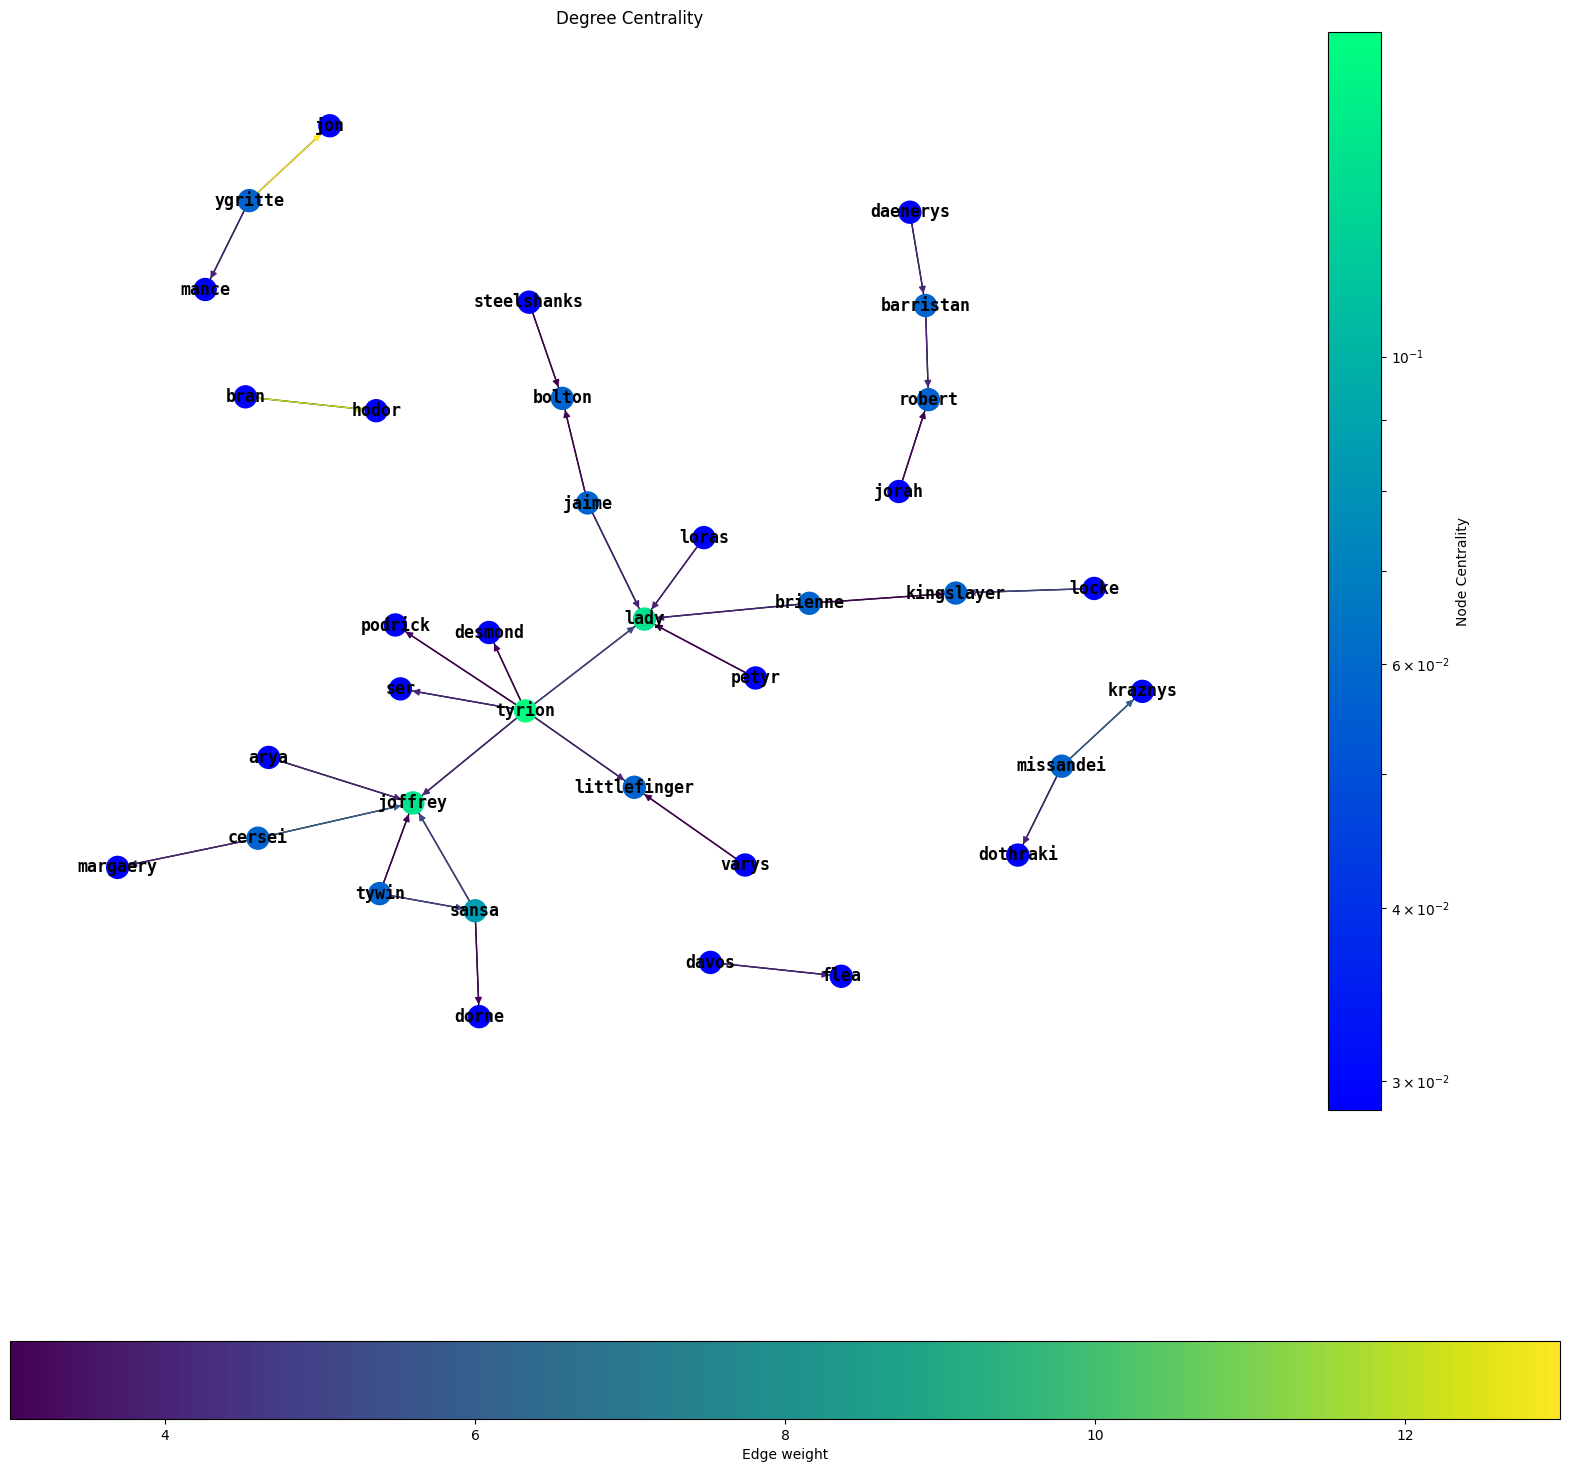 Degree Centrality
jon
ygritte
daenerys
mance
steelshanks
barristan
bran
hodor
bolton
robert
jorah
jaime
loras
locke
kingslayer
brienne
lady
podrick
desmond
petyr
ser
kraznys
tyrion
arya
missandei
littlefinger
joffrey
cersei
dothraki
margaery
varys
tywin
sansa
davos
flea
dorne
10⁻¹
6 × 10⁻²
4 × 10⁻²
3 × 10⁻²
Node Centrality
4 6 8 10 12
Edge weight